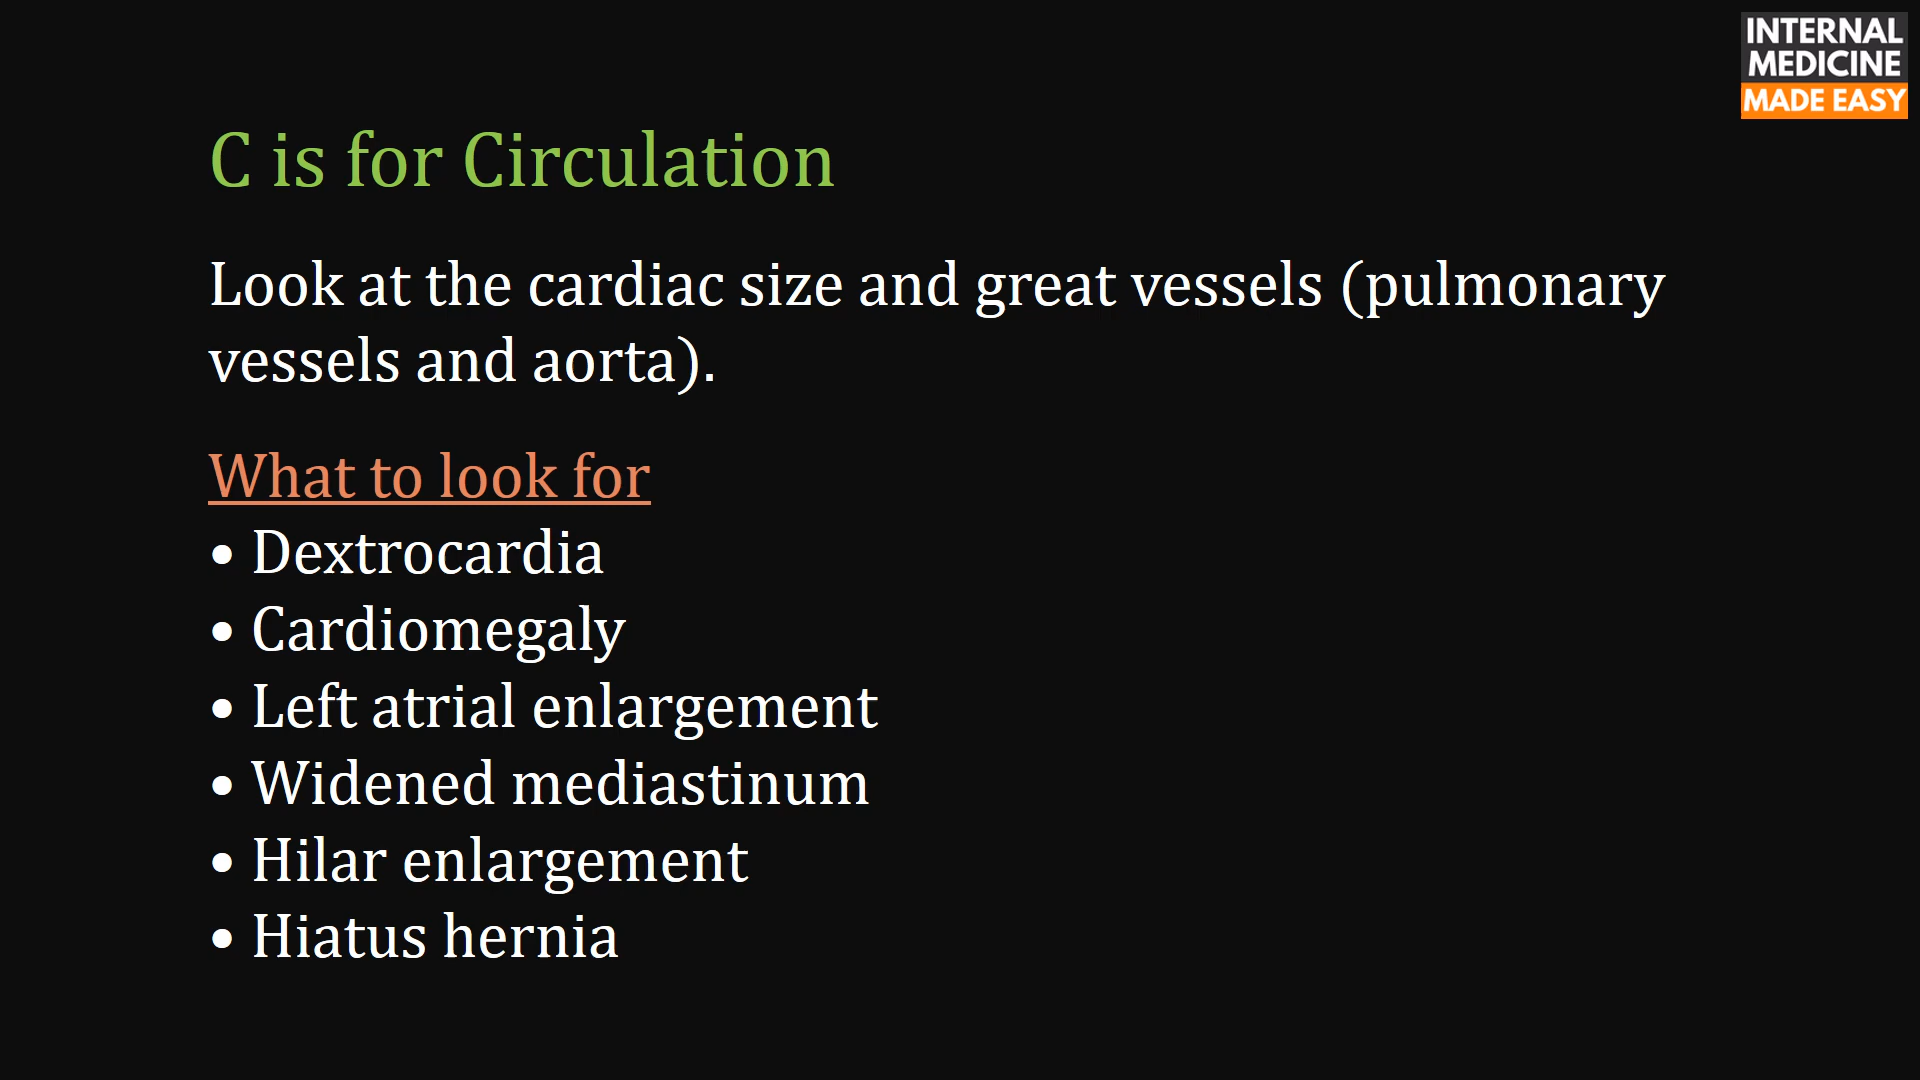 INTERNAL
MEDICINE
MADE EASY
C is for Circulation
Look at the cardiac size and great vessels (pulmonary
vessels and aorta).
What to look for
• Dextrocardia
• Cardiomegaly
• Left atrial enlargement
• Widened mediastinum
• Hilar enlargement
• Hiatus hernia